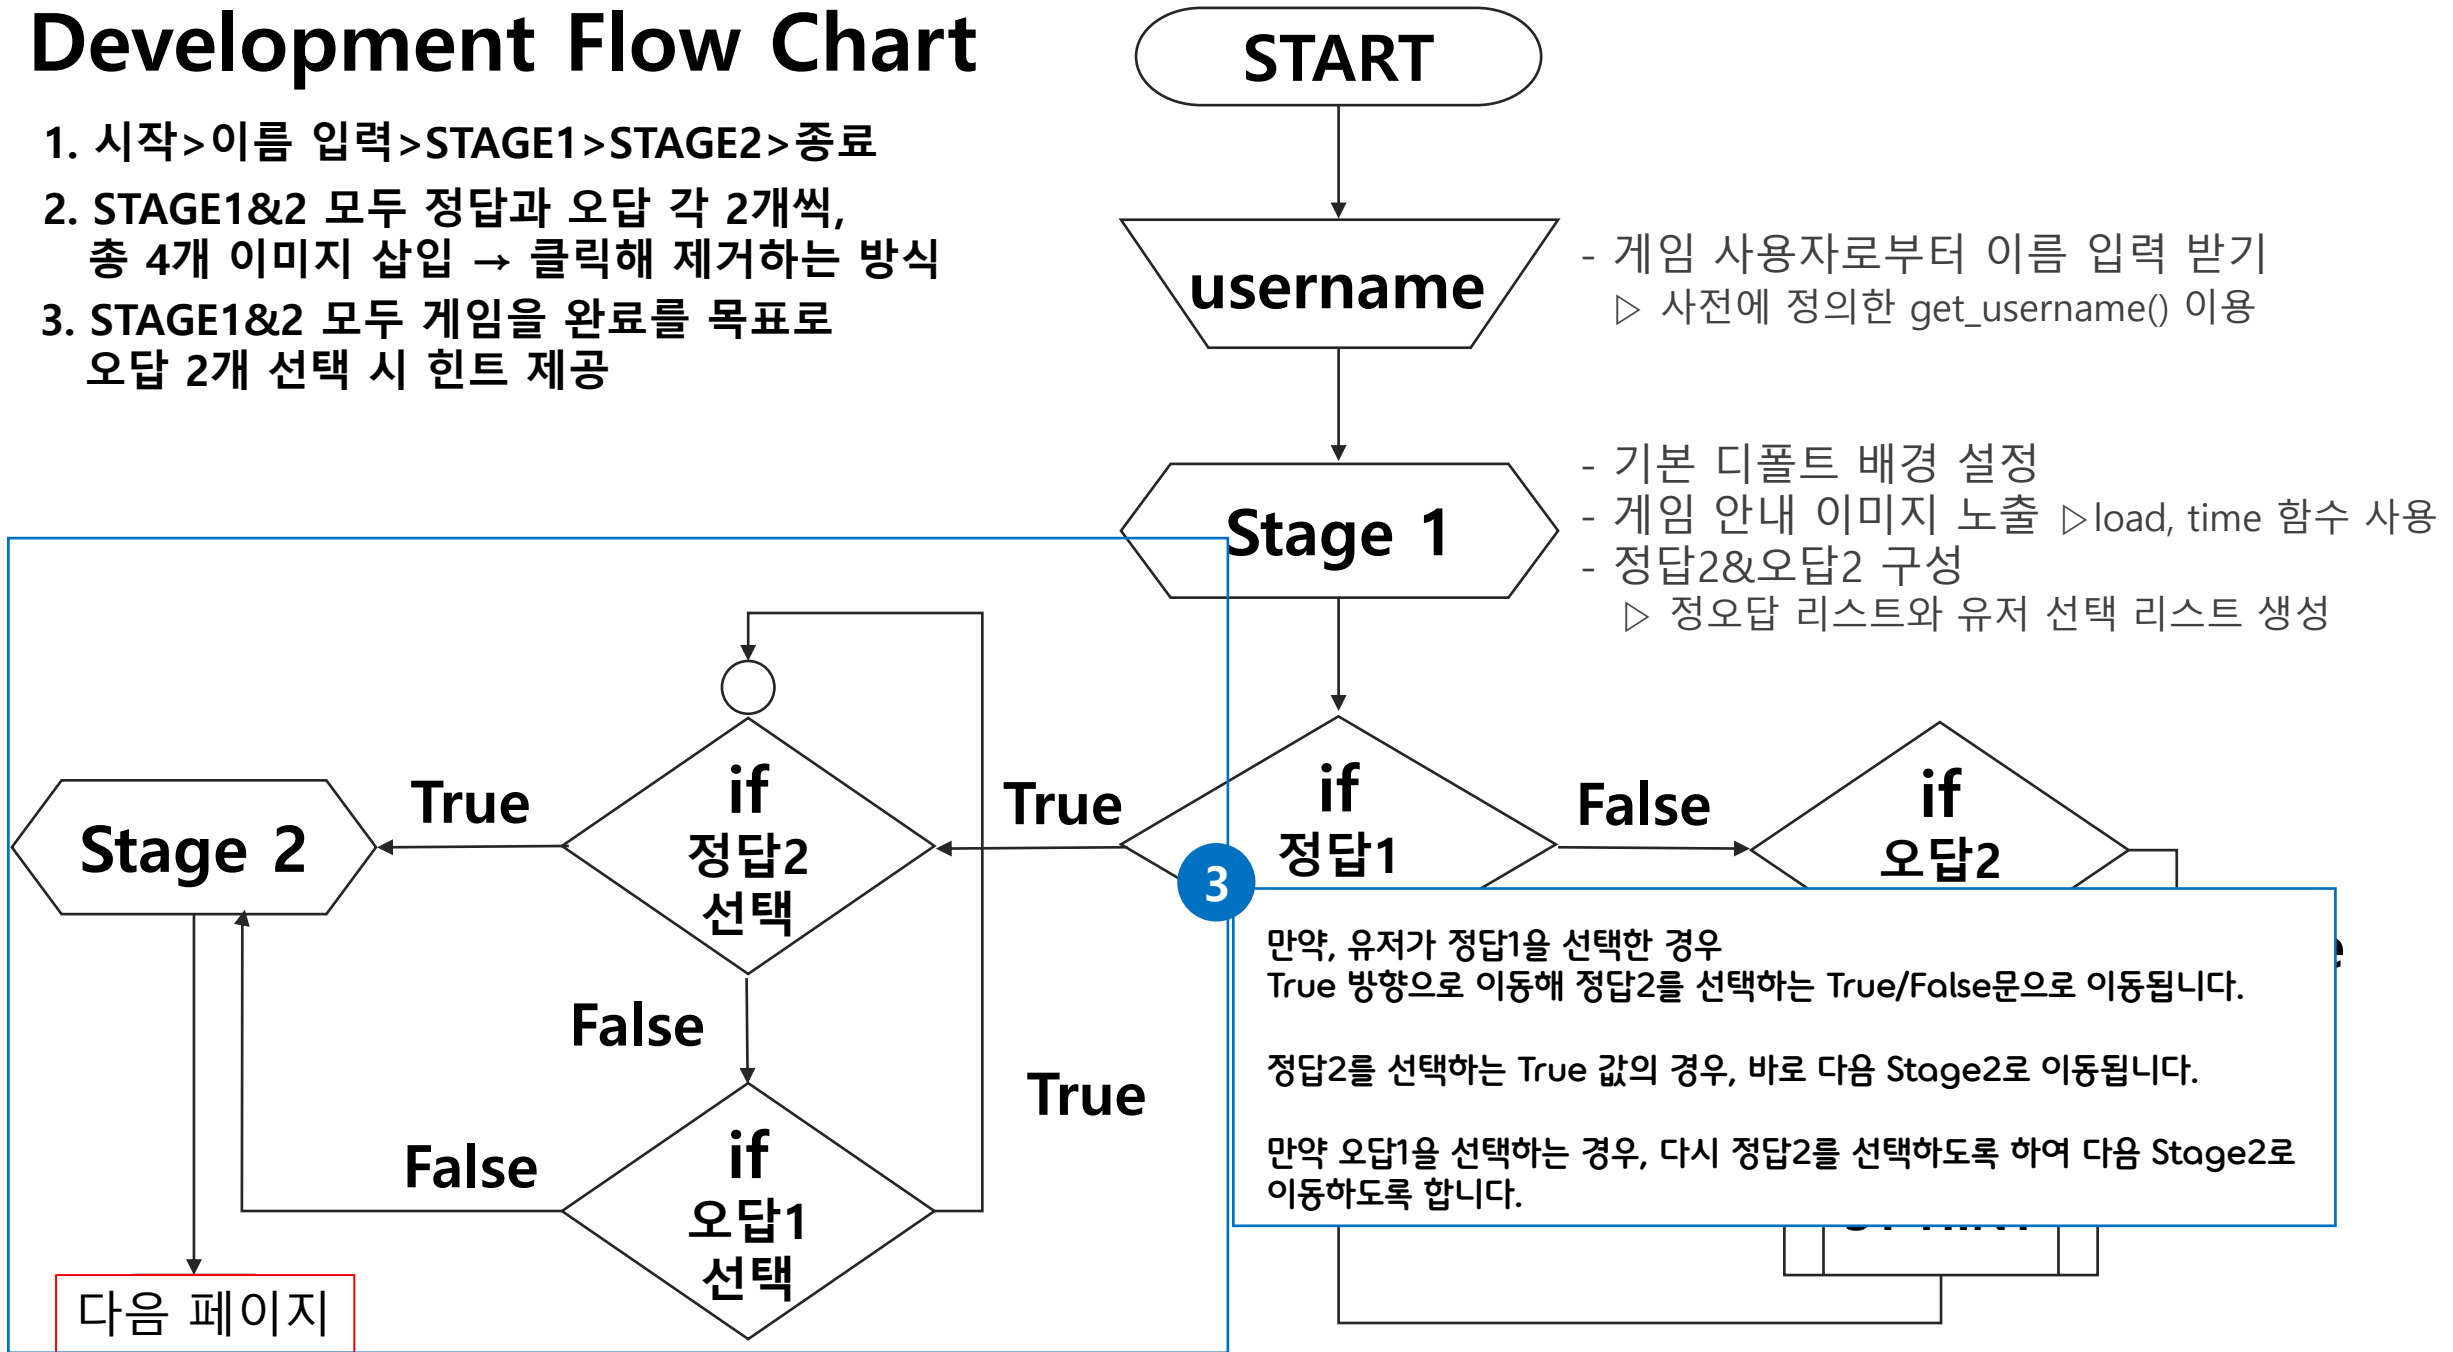 Development Flow Chart
1. 시작>이름 입력>STAGE1>STAGE2>종료
2. STAGE1&2 모두 정답과 오답 각 2개씩,
총 4개 이미지 삽입 → 클릭해 제거하는 방식
3. STAGE1&2 모두 게임을 완료를 목표로
오답 2개 선택 시 힌트 제공
START
username
- 게임 사용자로부터 이름 입력 받기
▷ 사전에 정의한 get_username() 이용
Stage 1
- 기본 디폴트 배경 설정
- 게임 안내 이미지 노출 ▷load, time 함수 사용
- 정답2&오답2 구성
▷ 정오답 리스트와 유저 선택 리스트 생성
Stage 2
True
if
정답2
선택
True
if
정답1
False
if
오답2
3
만약, 유저가 정답1을 선택한 경우
True 방향으로 이동해 정답2를 선택하는 True/False문으로 이동됩니다.
정답2를 선택하는 True 값의 경우, 바로 다음 Stage2로 이동됩니다.
만약 오답1을 선택하는 경우, 다시 정답2를 선택하도록 하여 다음 Stage2로
이동하도록 합니다.
False
True
False
if
오답1
선택
다음 페이지